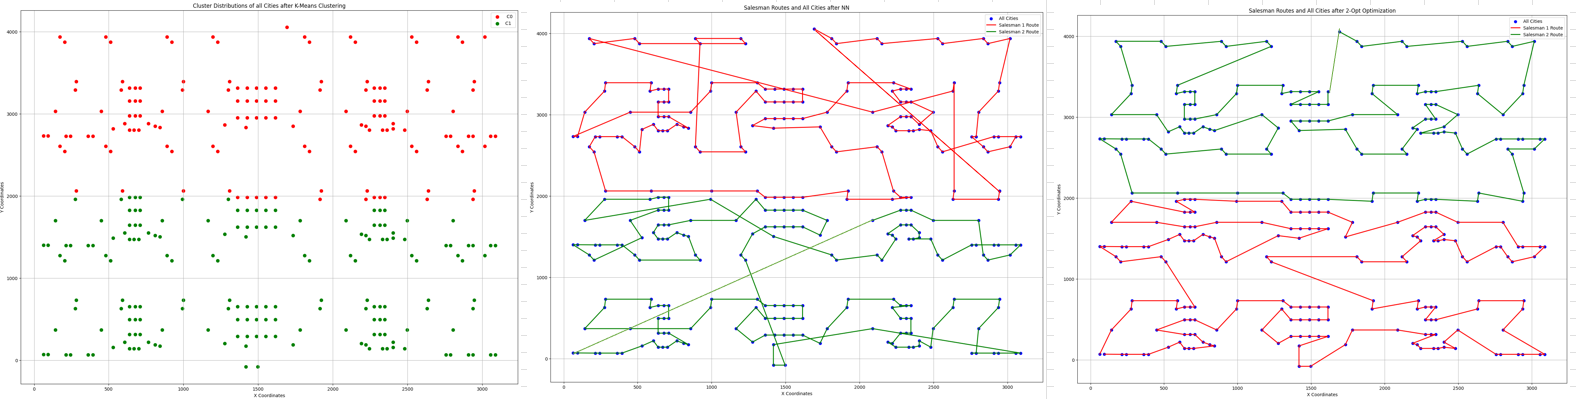 Cluster Distributions of all Cities after K-Means Clustering
C0
C1
4000
3000
2000
1000
0
Y Coordinates
0 500 1000 1500 2000 2500 3000
X Coordinates
Salesman Routes and All Cities after NN
All Cities
Salesman 1 Route
Salesman 2 Route
4000
3000
2000
1000
0
Y Coordinates
0 500 1000 1500 2000 2500 3000
X Coordinates
Salesman Routes and All Cities after 2-Opt Optimization
All Cities
Salesman 1 Route
Salesman 2 Route
4000
3000
2000
1000
0
Y Coordinates
0 500 1000 1500 2000 2500 3000
X Coordinates